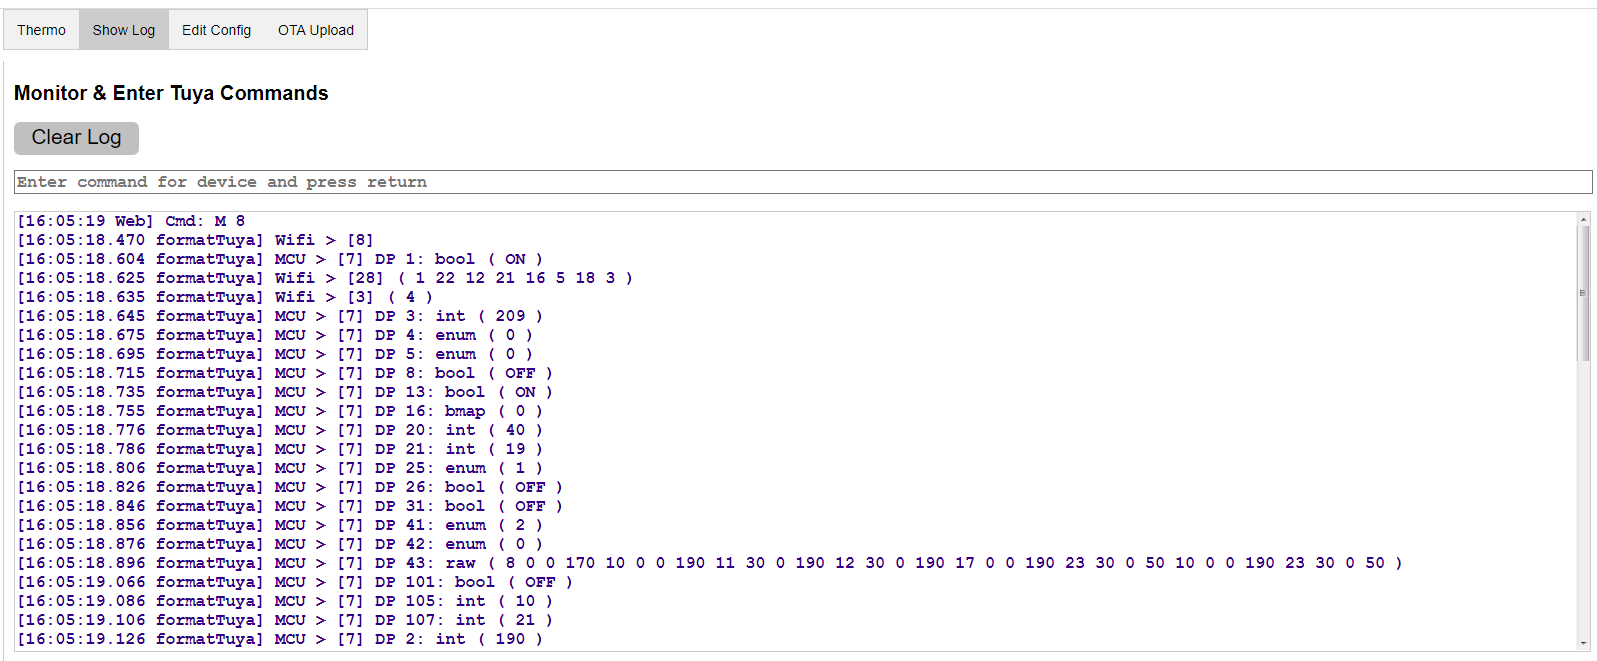 Thermo Show Log Edit Config OTA Upload
Monitor & Enter Tuya Commands
Clear Log
Enter command for device and press return
[16:05:19 Web] Cmd: M 8
[16:05:18.470 formatTuya] Wifi > [8]
[16:05:18.604 formatTuya] MCU > [7] DP 1: bool ( ON )
[16:05:18.625 formatTuya] Wifi > [28] ( 1 22 12 21 16 5 18 3 )
[16:05:18.635 formatTuya] Wifi > [3] ( 4 )
[16:05:18.645 formatTuya] MCU > [7] DP 3: int ( 209 )
[16:05:18.675 formatTuya] MCU > [7] DP 4: enum ( 0 )
[16:05:18.695 formatTuya] MCU > [7] DP 5: enum ( 0 )
[16:05:18.715 formatTuya] MCU > [7] DP 8: bool ( OFF )
[16:05:18.735 formatTuya] MCU > [7] DP 13: bool ( ON )
[16:05:18.755 formatTuya] MCU > [7] DP 16: bmap ( 0 )
[16:05:18.776 formatTuya] MCU > [7] DP 20: int ( 40 )
[16:05:18.786 formatTuya] MCU > [7] DP 21: int ( 19 )
[16:05:18.806 formatTuya] MCU > [7] DP 25: enum ( 1 )
[16:05:18.826 formatTuya] MCU > [7] DP 26: bool ( OFF )
[16:05:18.846 formatTuya] MCU > [7] DP 31: bool ( OFF )
[16:05:18.856 formatTuya] MCU > [7] DP 41: enum ( 2 )
[16:05:18.876 formatTuya] MCU > [7] DP 42: enum ( 0 )
[16:05:18.896 formatTuya] MCU > [7] DP 43: raw ( 8 0 0 170 10 0 0 190 11 30 0 190 12 30 0 190 17 0 0 190 23 30 0 50 10 0 0 190 23 30 0 50 )
[16:05:19.066 formatTuya] MCU > [7] DP 101: bool ( OFF )
[16:05:19.086 formatTuya] MCU > [7] DP 105: int ( 10 )
[16:05:19.106 formatTuya] MCU > [7] DP 107: int ( 21 )
[16:05:19.126 formatTuya] MCU > [7] DP 2: int ( 190 )